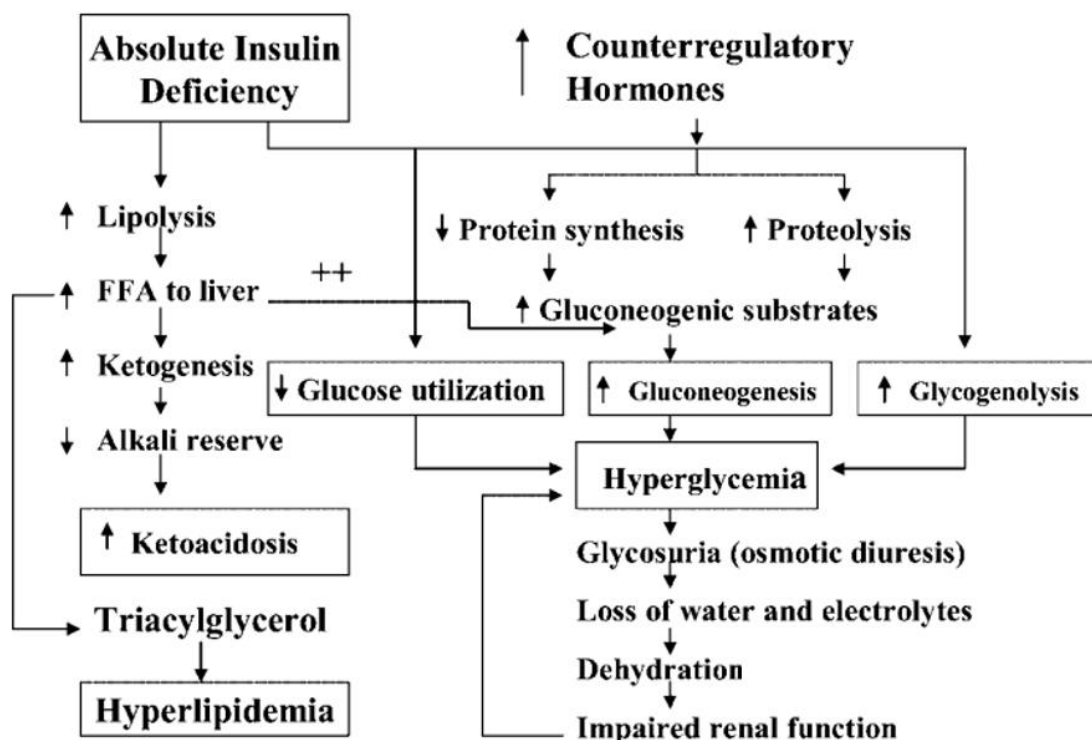 Absolute Insulin
Deficiency
↑ Counterregulatory
Hormones
↑ Lipolysis
↓ Protein synthesis
↑ Proteolysis
++
↑ FFA to liver
↑ Gluconeogenic substrates
↑ Ketogenesis
↓ Glucose utilization
↑ Gluconeogenesis
↑ Glycogenolysis
↓ Alkali reserve
Hyperglycemia
↑ Ketoacidosis
Glycosuria (osmotic diuresis)
Triacylglycerol
Loss of water and electrolytes
Dehydration
Hyperlipidemia
Impaired renal function